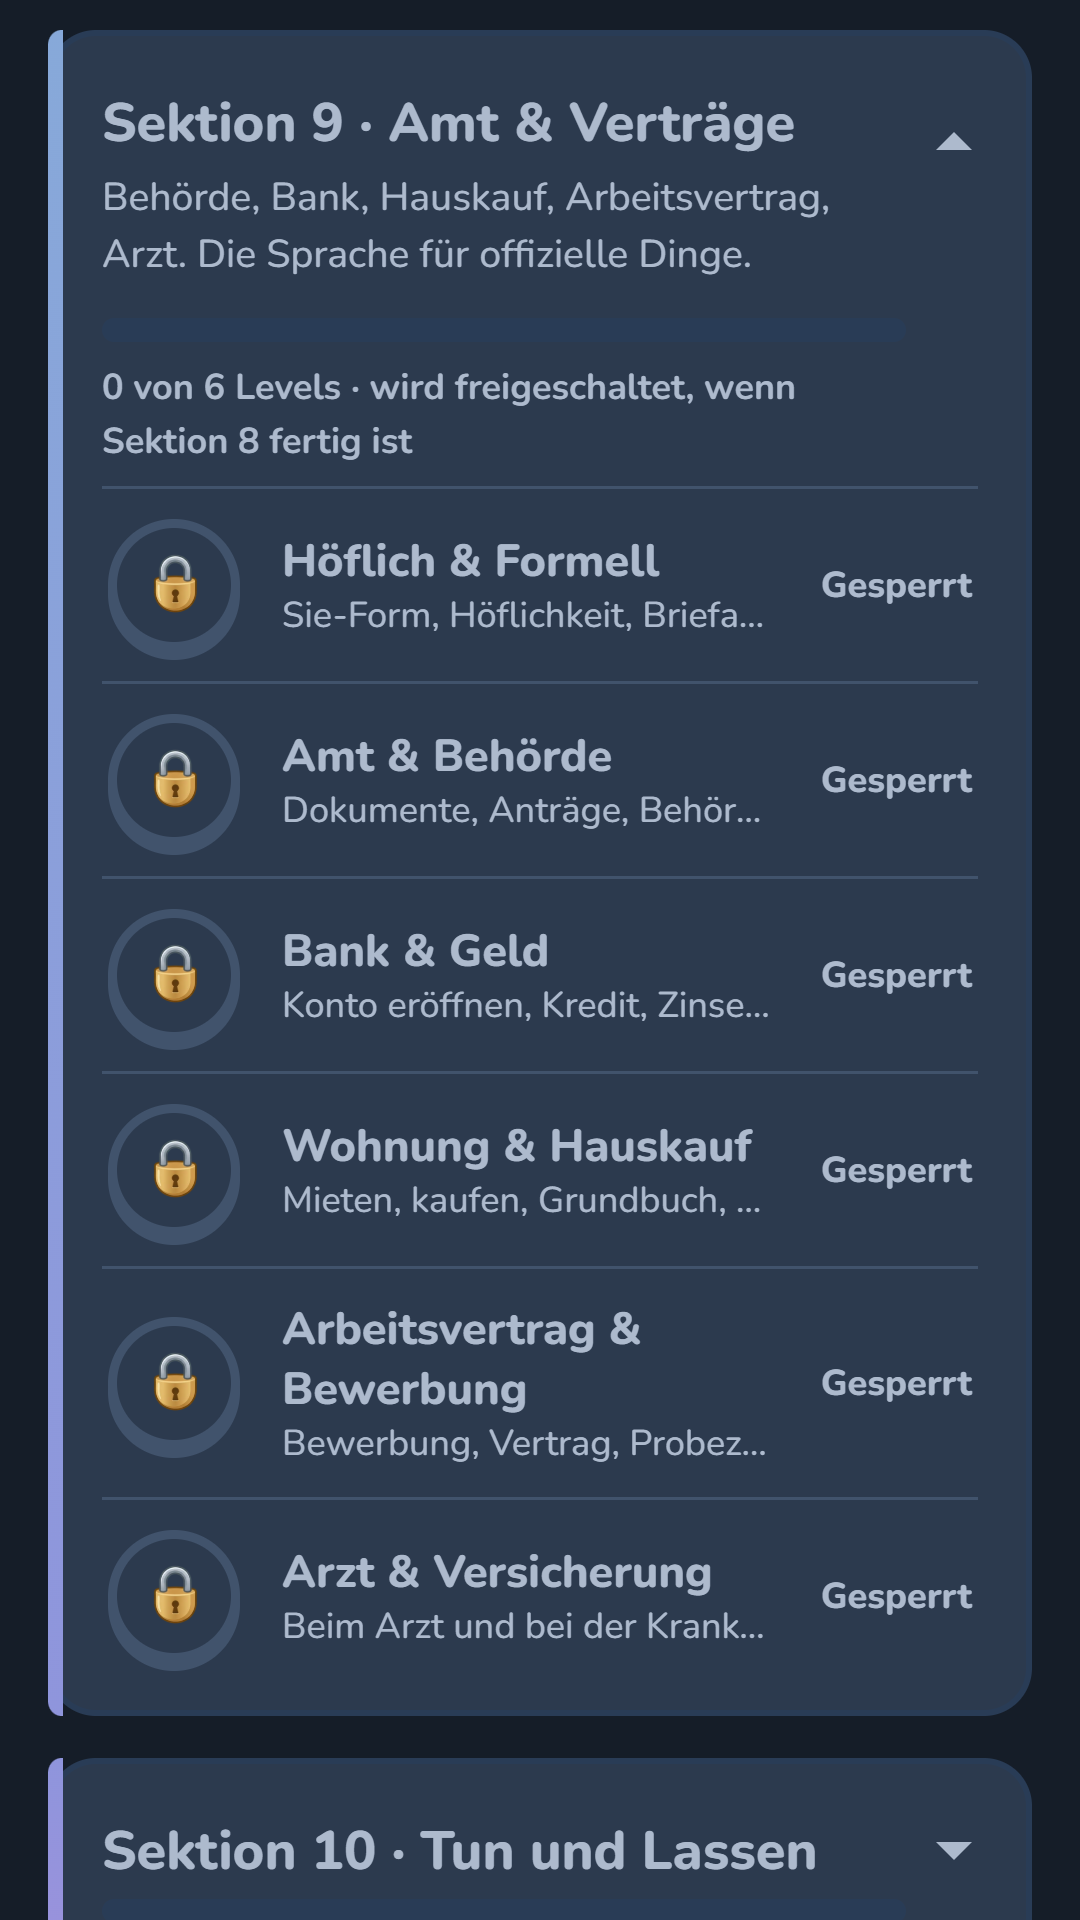 Sektion 9 · Amt & Verträge
Behörde, Bank, Hauskauf, Arbeitsvertrag,
Arzt. Die Sprache für offizielle Dinge.
0 von 6 Levels · wird freigeschaltet, wenn
Sektion 8 fertig ist
Höflich & Formell
Sie-Form, Höflichkeit, Briefa...
Gesperrt
Amt & Behörde
Dokumente, Anträge, Behör...
Gesperrt
Bank & Geld
Konto eröffnen, Kredit, Zinse...
Gesperrt
Wohnung & Hauskauf
Mieten, kaufen, Grundbuch, ...
Gesperrt
Arbeitsvertrag &
Bewerbung
Bewerbung, Vertrag, Probez...
Gesperrt
Arzt & Versicherung
Beim Arzt und bei der Krank...
Gesperrt
Sektion 10 · Tun und Lassen